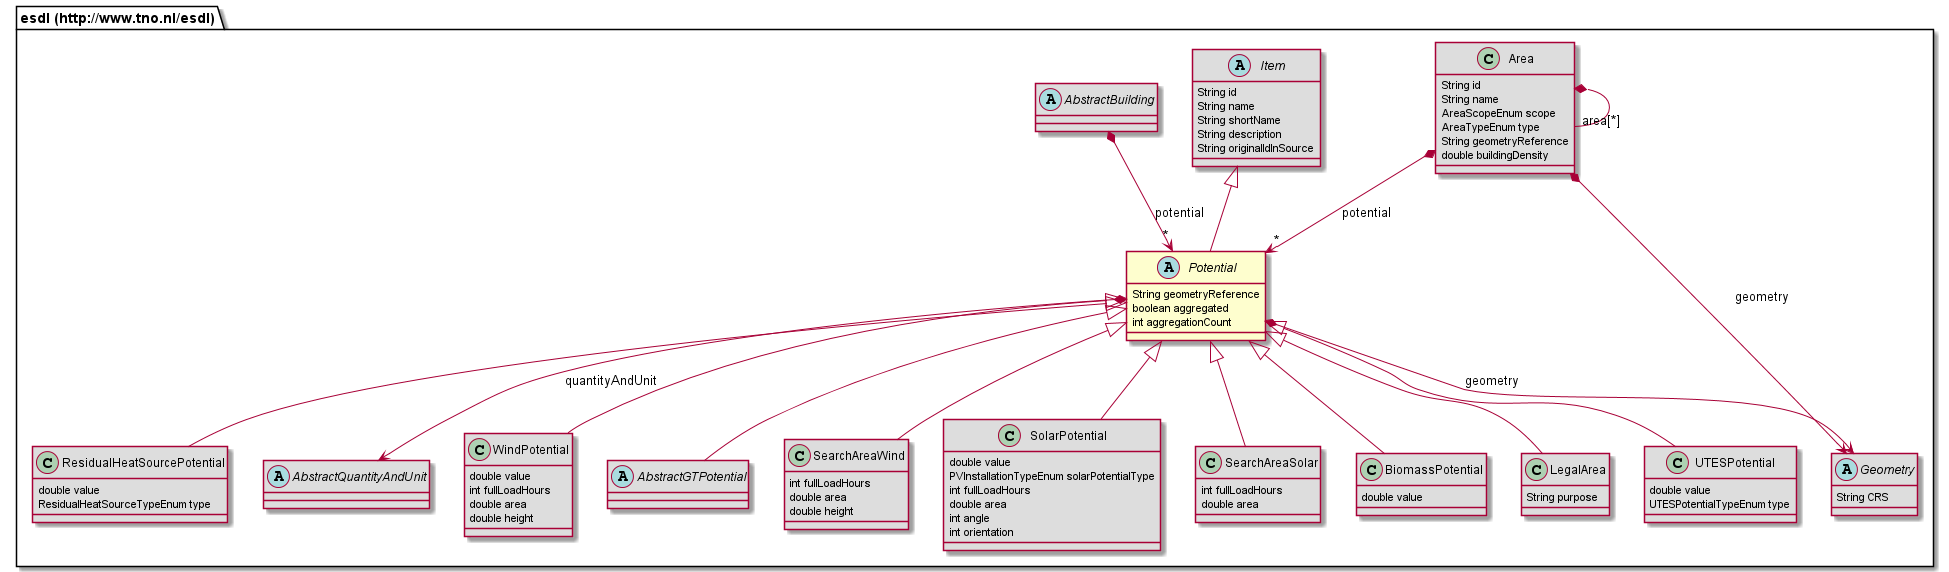 esdl (http://www.tno.nl/esdl)
A Item
String id
String name
String shortName
String description
String originalIdInSource
C Area
String id
String name
AreaScopeEnum scope
AreaTypeEnum type
String geometryReference
double buildingDensity
area[*]
A AbstractBuilding
potential
*
potential
*
geometry
A Potential
String geometryReference
boolean aggregated
int aggregationCount
quantityAndUnit
geometry
C ResidualHeatSourcePotential
double value
ResidualHeatSourceTypeEnum type
A AbstractQuantityAndUnit
C WindPotential
double value
int fullLoadHours
double area
double height
A AbstractGTPotential
C SearchAreaWind
int fullLoadHours
double area
double height
C SolarPotential
double value
PVInstallationTypeEnum solarPotentialType
int fullLoadHours
double area
int angle
int orientation
C SearchAreaSolar
int fullLoadHours
double area
C BiomassPotential
double value
C LegalArea
String purpose
C UTESPotential
double value
UTESPotentialTypeEnum type
A Geometry
String CRS